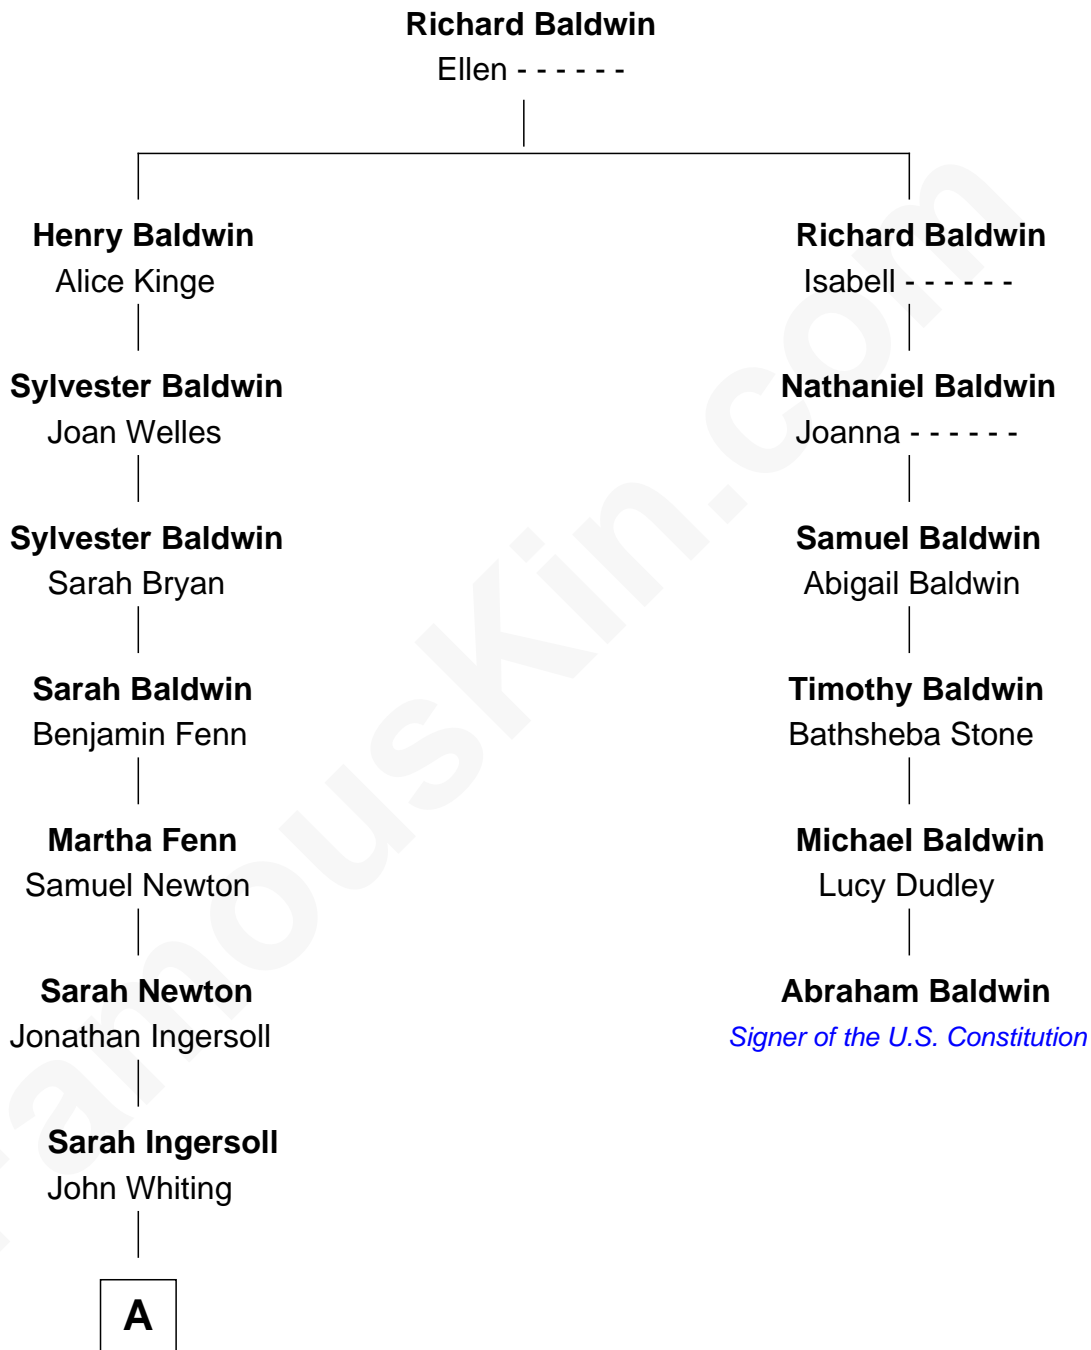 Richard Baldwin
Ellen - - - - - -
Henry Baldwin
Alice Kinge
Richard Baldwin
Isabell - - - - - -
Sylvester Baldwin
Joan Welles
Nathaniel Baldwin
Joanna - - - - - -
Sylvester Baldwin
Sarah Bryan
Samuel Baldwin
Abigail Baldwin
Sarah Baldwin
Benjamin Fenn
Timothy Baldwin
Bathsheba Stone
Martha Fenn
Samuel Newton
Michael Baldwin
Lucy Dudley
Sarah Newton
Jonathan Ingersoll
Abraham Baldwin
Signer of the U.S. Constitution
Sarah Ingersoll
John Whiting
A
FamousKin.com